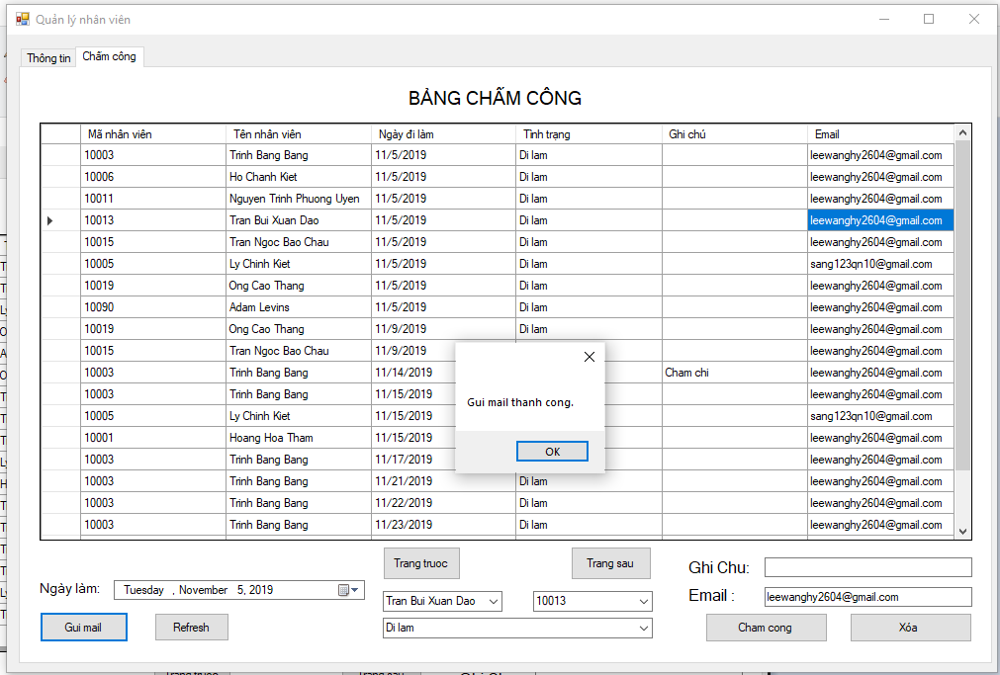 Quản lý nhân viên
Thông tin Chấm công
BẢNG CHẤM CÔNG
Mã nhân viên Tên nhân viên Ngày đi làm Tình trạng Ghi chú Email
10003 Trinh Bang Bang 11/5/2019 Di lam leewanghy2604@gmail.com
10006 Ho Chanh Kiet 11/5/2019 Di lam leewanghy2604@gmail.com
10011 Nguyen Trinh Phuong Uyen 11/5/2019 Di lam leewanghy2604@gmail.com
10013 Tran Bui Xuan Dao 11/5/2019 Di lam leewanghy2604@gmail.com
10015 Tran Ngoc Bao Chau 11/5/2019 Di lam leewanghy2604@gmail.com
10005 Ly Chinh Kiet 11/5/2019 Di lam sang123qn10@gmail.com
10019 Ong Cao Thang 11/5/2019 Di lam leewanghy2604@gmail.com
10090 Adam Levins 11/5/2019 Di lam leewanghy2604@gmail.com
10019 Ong Cao Thang 11/9/2019 Di lam leewanghy2604@gmail.com
10015 Tran Ngoc Bao Chau 11/9/2019 leewanghy2604@gmail.com
10003 Trinh Bang Bang 11/14/2019 Cham chi leewanghy2604@gmail.com
10003 Trinh Bang Bang 11/15/2019 leewanghy2604@gmail.com
10005 Ly Chinh Kiet 11/15/2019 sang123qn10@gmail.com
10001 Hoang Hoa Tham 11/15/2019 leewanghy2604@gmail.com
10003 Trinh Bang Bang 11/17/2019 leewanghy2604@gmail.com
10003 Trinh Bang Bang 11/21/2019 Di lam leewanghy2604@gmail.com
10003 Trinh Bang Bang 11/22/2019 Di lam leewanghy2604@gmail.com
10003 Trinh Bang Bang 11/23/2019 Di lam leewanghy2604@gmail.com
Gui mail thanh cong.
OK
Trang truoc Trang sau
Ghi Chu:
Ngày làm: Tuesday , November 5, 2019
Tran Bui Xuan Dao 10013
Email : leewanghy2604@gmail.com
Gui mail Refresh Di lam Cham cong Xóa